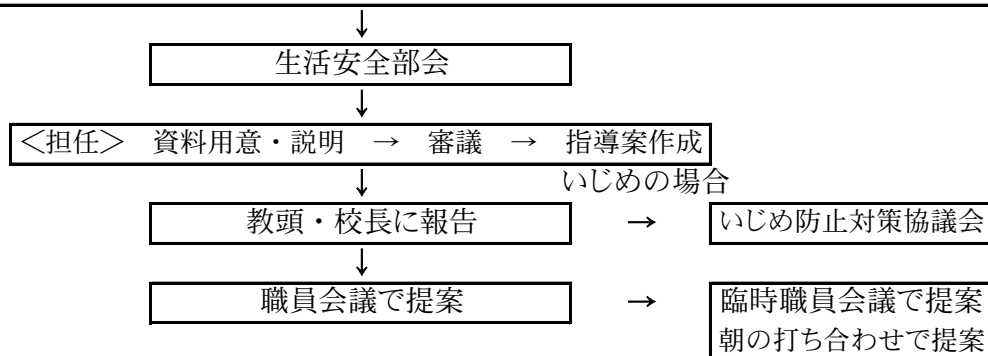 ↓
生活安全部会
↓
＜担任＞　資料用意・説明　→　審議　→　指導案作成
↓　いじめの場合
教頭・校長に報告　→　いじめ防止対策協議会
↓
職員会議で提案　→　臨時職員会議で提案
朝の打ち合わせで提案